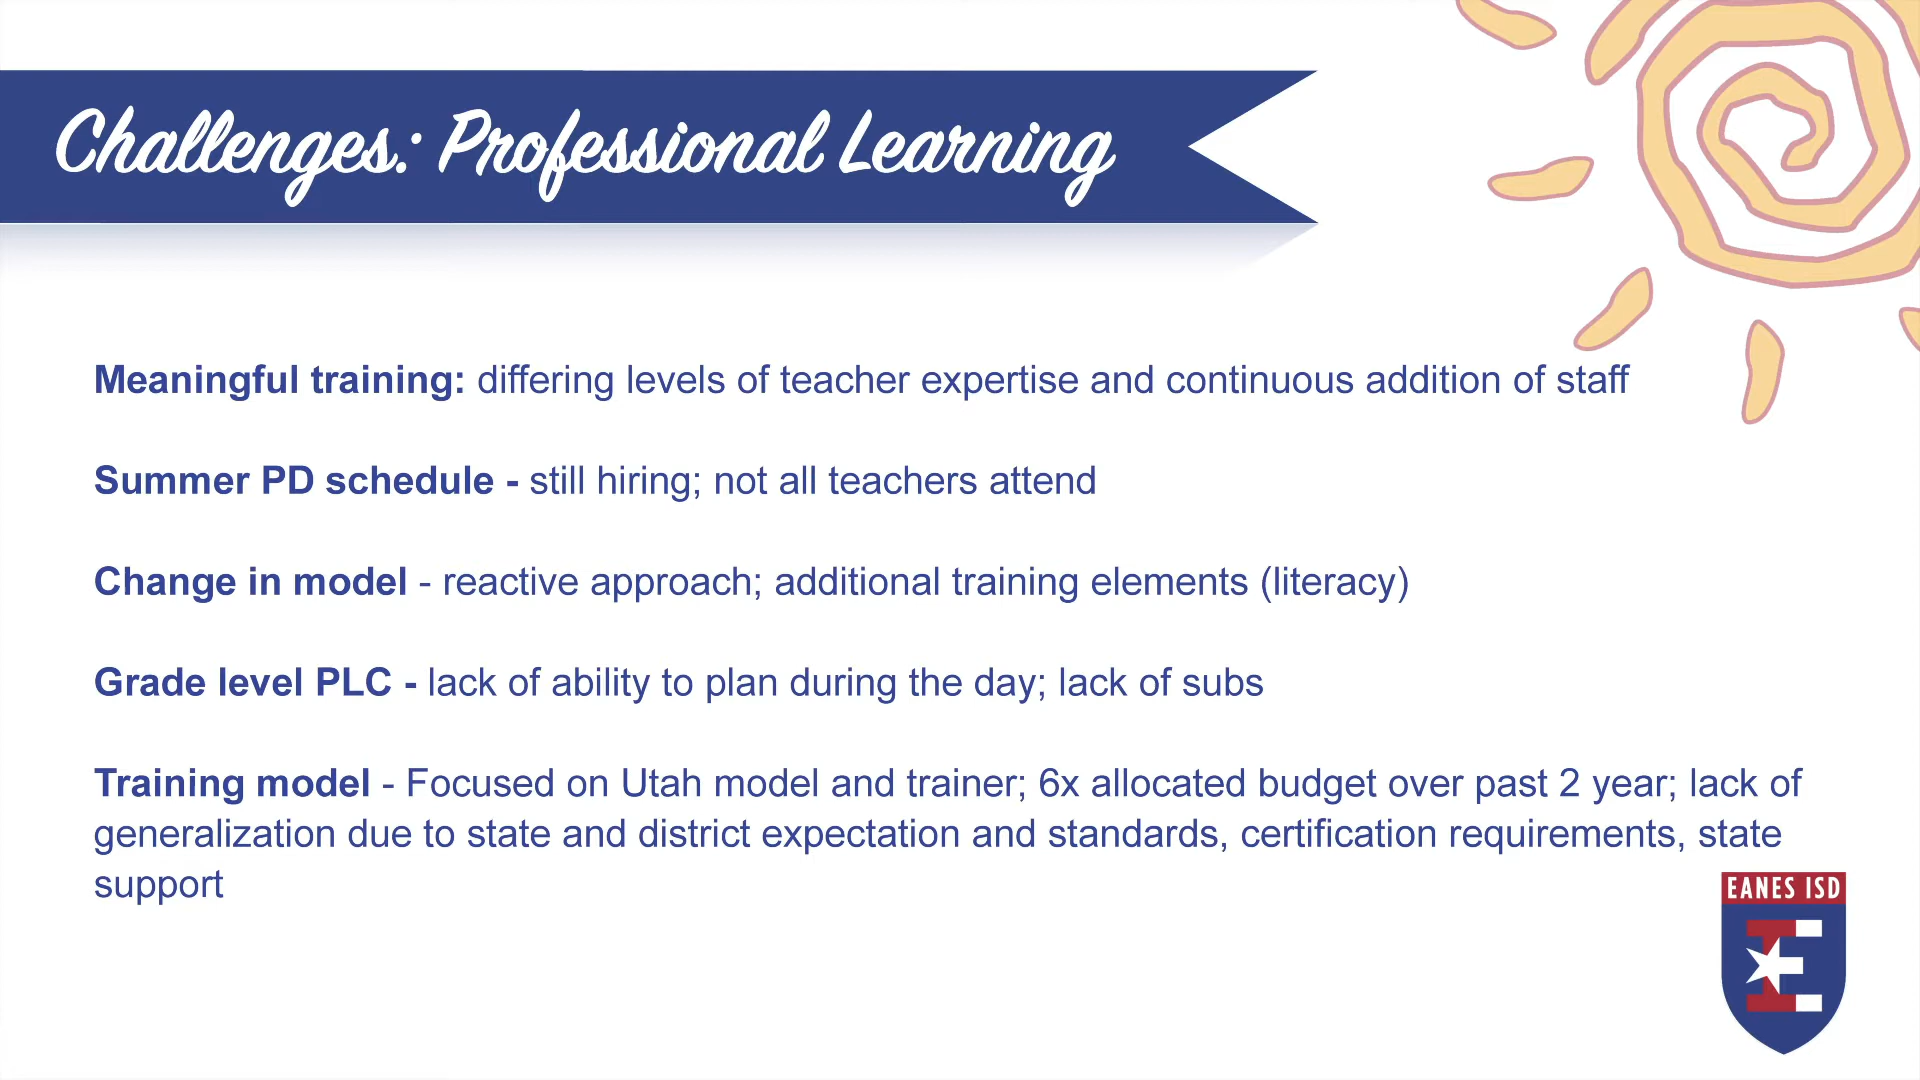 Challenges: Professional Learning
Meaningful training: differing levels of teacher expertise and continuous addition of staff
Summer PD schedule - still hiring; not all teachers attend
Change in model - reactive approach; additional training elements (literacy)
Grade level PLC - lack of ability to plan during the day; lack of subs
Training model - Focused on Utah model and trainer; 6x allocated budget over past 2 year; lack of
generalization due to state and district expectation and standards, certification requirements, state
support
EANES ISD
E